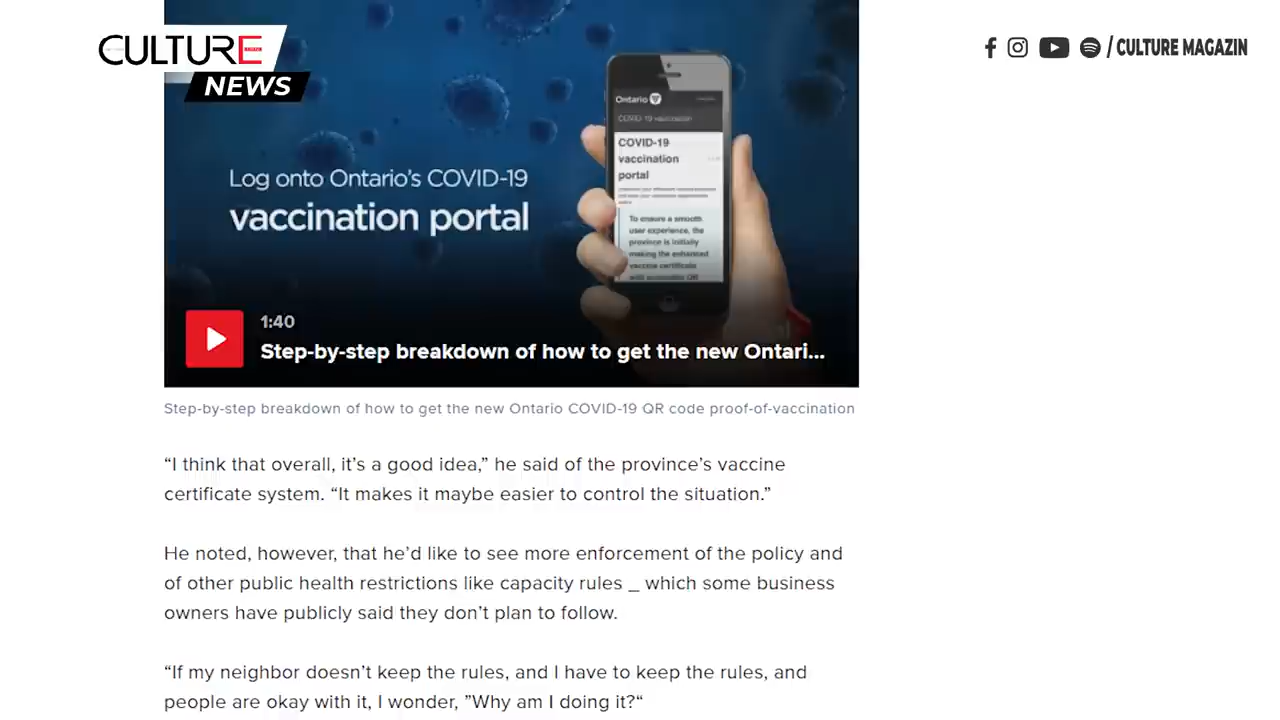 CULTURE
NEWS
/ CULTURE MAGAZIN
Log onto Ontario's COVID-19
vaccination portal
Ontario
COVID-19 vaccination
COVID-19
vaccination
portal
To ensure a smooth
user experience, the
province is initially
making the enhanced
vaccine certificate
with scannable QR
1:40
Step-by-step breakdown of how to get the new Ontari...
Step-by-step breakdown of how to get the new Ontario COVID-19 QR code proof-of-vaccination
“I think that overall, it’s a good idea,” he said of the province’s vaccine
certificate system. “It makes it maybe easier to control the situation.”
He noted, however, that he’d like to see more enforcement of the policy and
of other public health restrictions like capacity rules _ which some business
owners have publicly said they don’t plan to follow.
“If my neighbor doesn’t keep the rules, and I have to keep the rules, and
people are okay with it, I wonder, ”Why am I doing it?“